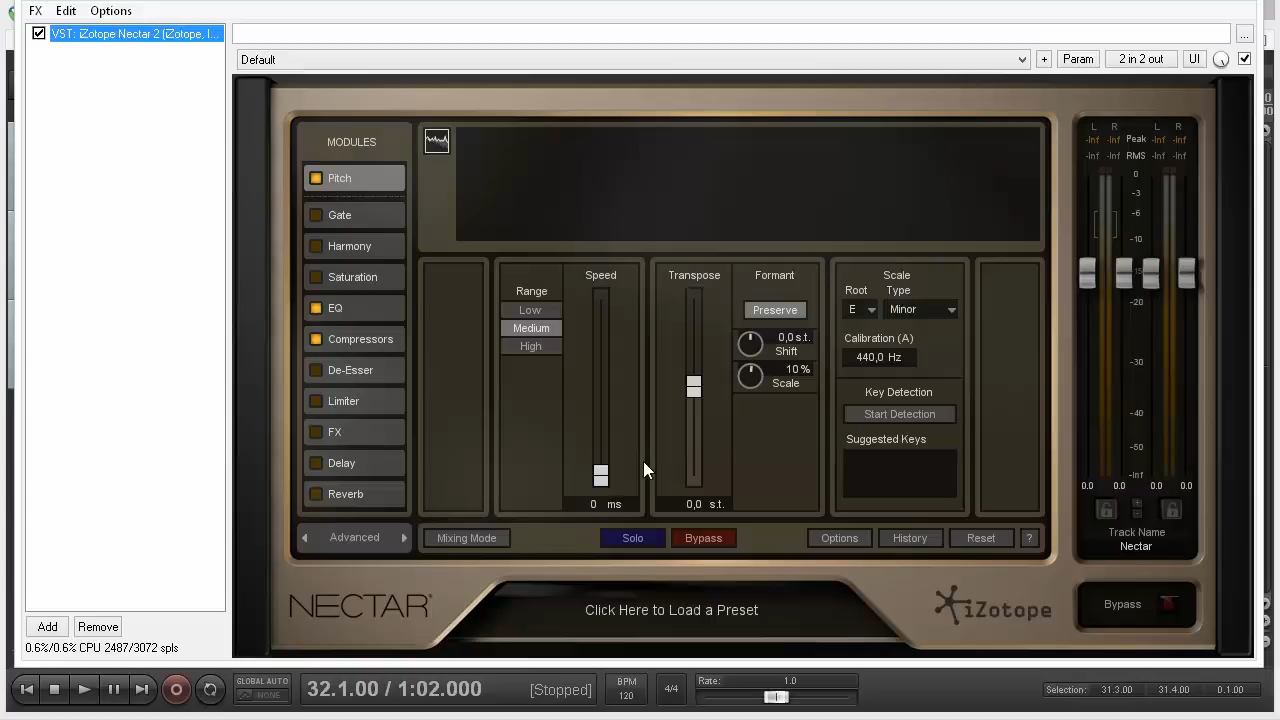 FX Edit Options
VST: iZotope Nectar 2 (iZotope, I...
...
Default
+ Param 2 in 2 out UI
MODULES
Pitch
Gate
Harmony
Saturation
EQ
Compressors
De-Esser
Limiter
FX
Delay
Reverb
Advanced
Range
Low
Medium
High
Speed
0 ms
Transpose
0,0 s.t.
Formant
Preserve
0,0 s.t.
Shift
10 %
Scale
Scale
Root Type
E Minor
Calibration (A)
440,0 Hz
Key Detection
Start Detection
Suggested Keys
Mixing Mode Solo Bypass Options History Reset ?
L R L R
-Inf -Inf Peak -Inf -Inf
-Inf -Inf RMS -Inf -Inf
0
-3
-6
-10
-15
-20
-30
-40
-50
-Inf
0.0 0.0 0.0 0.0
Track Name
Nectar
Bypass
NECTAR
Click Here to Load a Preset
iZotope
Add Remove
0.6%/0.6% CPU 2487/3072 spls
GLOBAL AUTO
NONE
32.1.00 / 1:02.000 [Stopped]
BPM
120
4/4
Rate: 1.0
Selection: 31.3.00 31.4.00 0.1.00